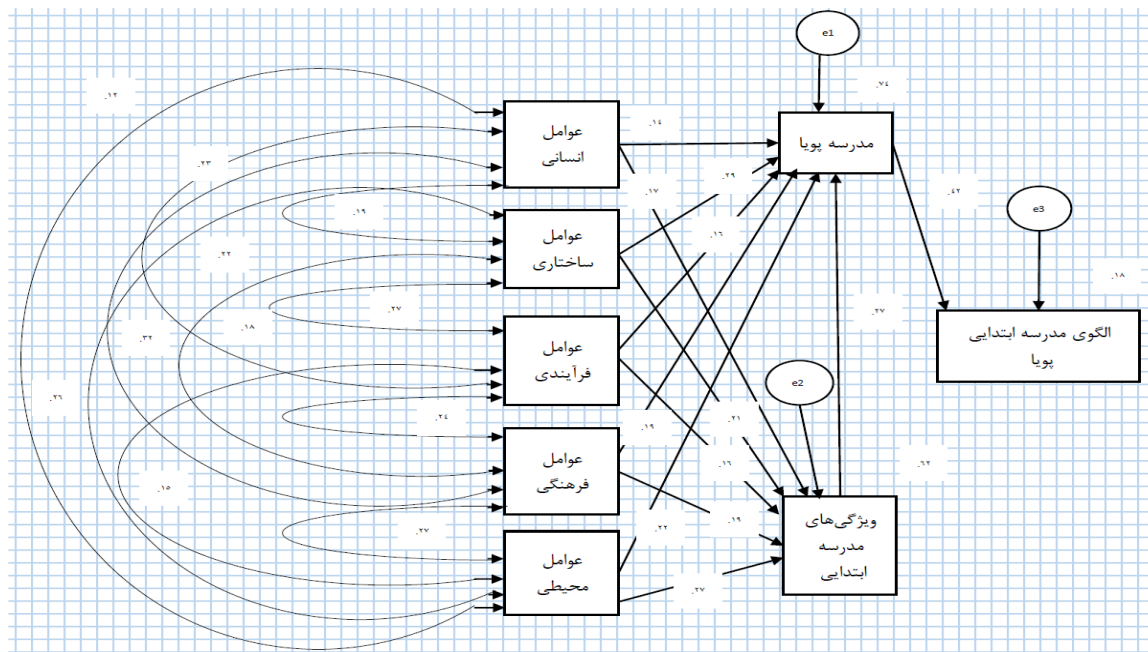 e1
.۱۲
.۷۴
عوامل
انسانی
.۱۴
مدرسه پویا
.۲۳
.۱۷
.۲۹
.۴۲
e3
.۱۹
عوامل
ساختاری
.۱۶
.۲۲
.۱۸
.۲۷
.۱۸
.۲۷
.۳۲
عوامل
فرآیندی
الگوی مدرسه ابتدایی
پویا
e2
.۲۶
.۲۴
.۱۹
.۲۱
عوامل
فرهنگی
.۱۶
.۶۲
.۱۵
.۲۷
.۲۲
.۱۹
ویژگی‌های
مدرسه
ابتدایی
عوامل
محیطی
.۲۷